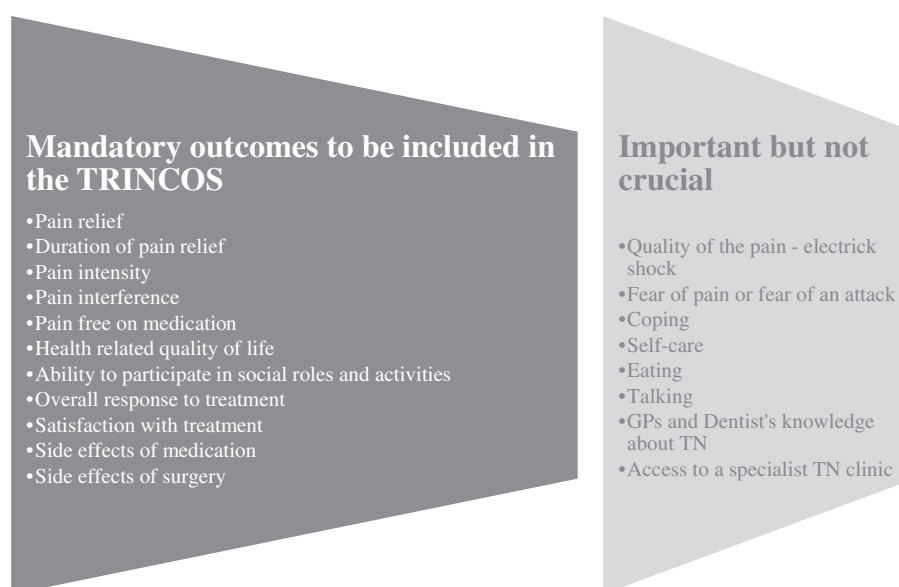 Mandatory outcomes to be included in
the TRINCOS
•Pain relief
•Duration of pain relief
•Pain intensity
•Pain interference
•Pain free on medication
•Health related quality of life
•Ability to participate in social roles and activities
•Overall response to treatment
•Satisfaction with treatment
•Side effects of medication
•Side effects of surgery
Important but not
crucial
•Quality of the pain - electrick
shock
•Fear of pain or fear of an attack
•Coping
•Self-care
•Eating
•Talking
•GPs and Dentist's knowledge
about TN
•Access to a specialist TN clinic